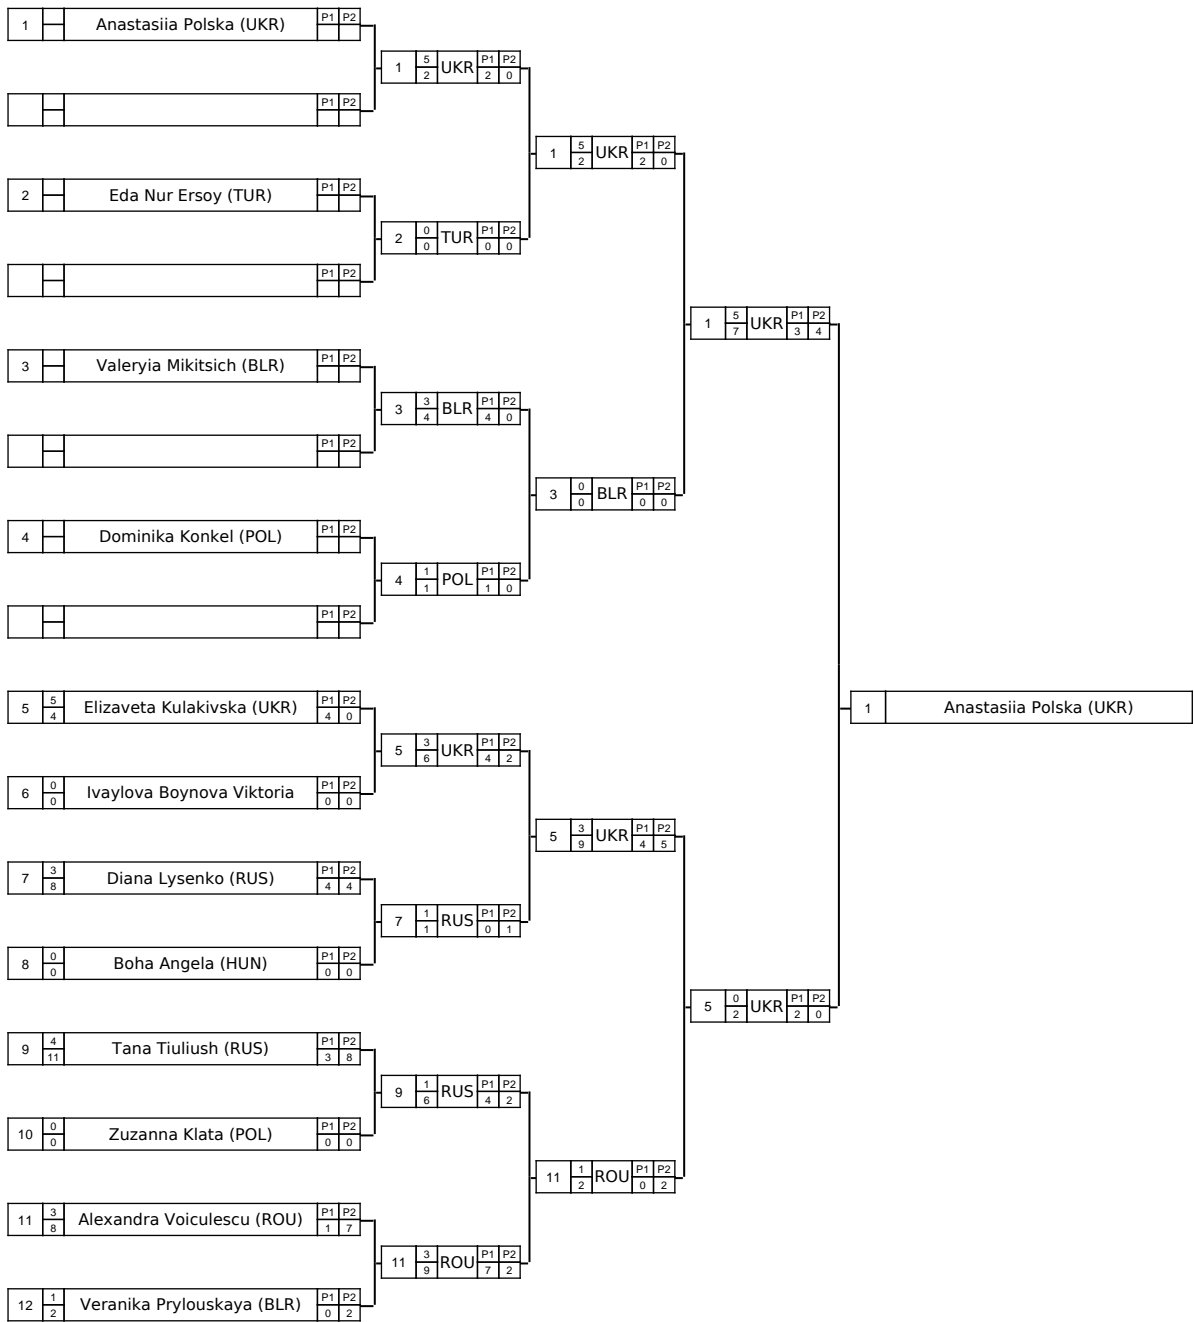 1 Anastasiia Polska (UKR) P1 P2
1 5 2 UKR P1 P2 2 0
P1 P2
1 5 2 UKR P1 P2 2 0
2 Eda Nur Ersoy (TUR) P1 P2
2 0 0 TUR P1 P2 0 0
P1 P2
1 5 7 UKR P1 P2 3 4
3 Valeryia Mikitsich (BLR) P1 P2
3 3 4 BLR P1 P2 4 0
P1 P2
3 0 0 BLR P1 P2 0 0
4 Dominika Konkel (POL) P1 P2
4 1 1 POL P1 P2 1 0
P1 P2
5 5 4 Elizaveta Kulakivska (UKR) P1 P2 4 0
1 Anastasiia Polska (UKR)
5 3 6 UKR P1 P2 4 2
6 0 0 Ivaylova Boynova Viktoria P1 P2 0 0
5 3 9 UKR P1 P2 4 5
7 3 8 Diana Lysenko (RUS) P1 P2 4 4
7 1 1 RUS P1 P2 0 1
8 0 0 Boha Angela (HUN) P1 P2 0 0
5 0 2 UKR P1 P2 2 0
9 4 11 Tana Tiuliush (RUS) P1 P2 3 8
9 1 6 RUS P1 P2 4 2
10 0 0 Zuzanna Klata (POL) P1 P2 0 0
11 1 2 ROU P1 P2 0 2
11 3 8 Alexandra Voiculescu (ROU) P1 P2 1 7
11 3 9 ROU P1 P2 7 2
12 1 2 Veranika Prylouskaya (BLR) P1 P2 0 2